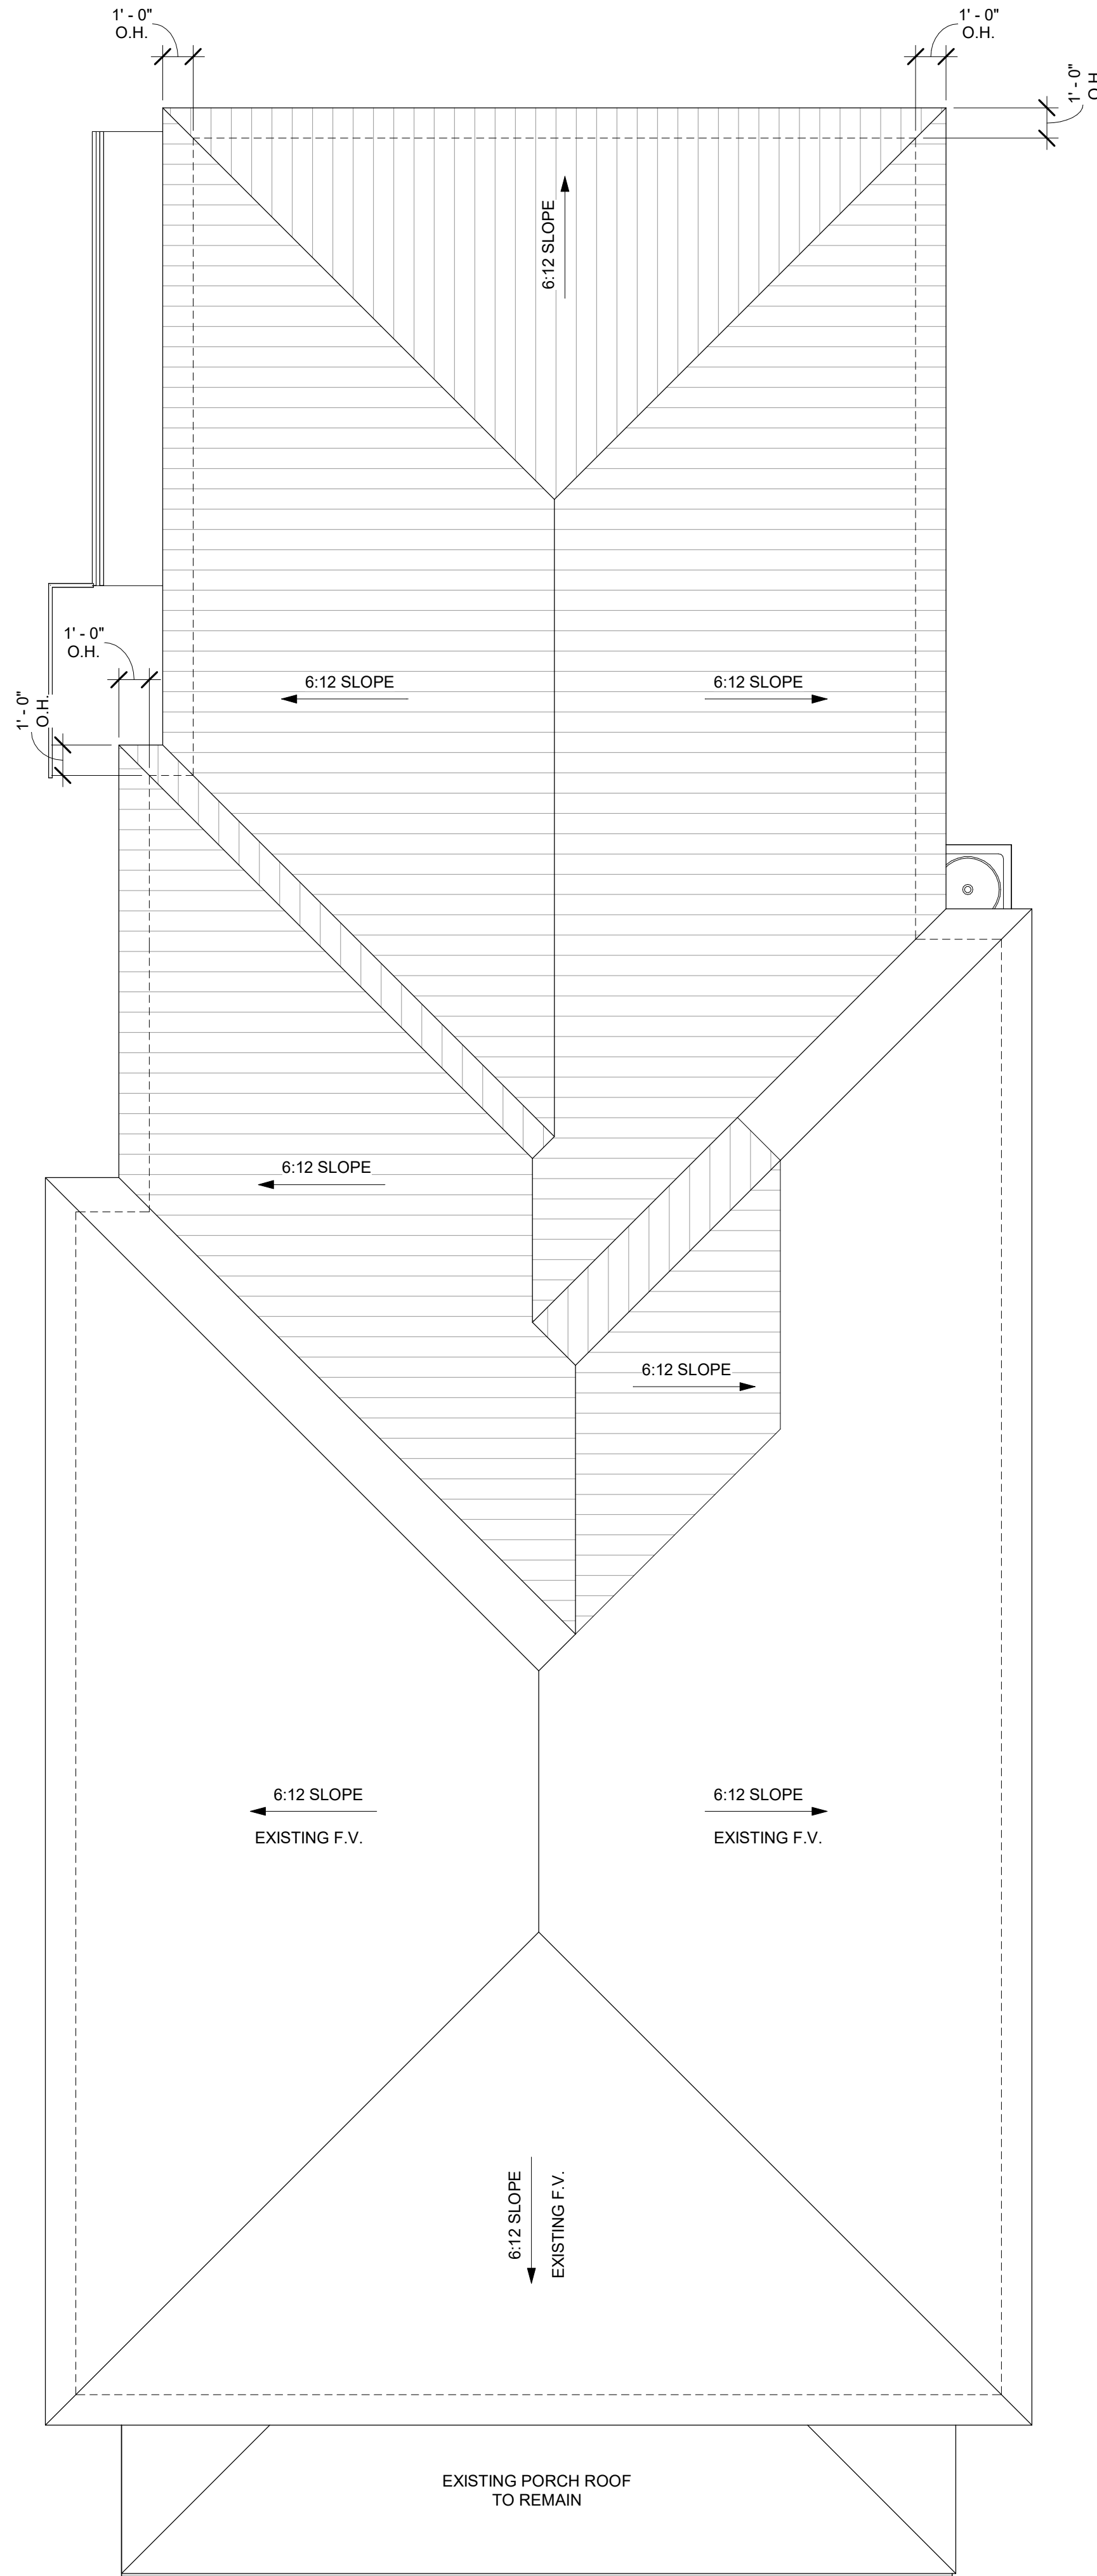 1' - 0"
O.H.
1' - 0"
O.H.
1' - 0"
O.H
6:12 SLOPE
1' - 0"
O.H.
1' - 0"
O.H.
6:12 SLOPE
6:12 SLOPE
6:12 SLOPE
6:12 SLOPE
6:12 SLOPE
EXISTING F.V.
6:12 SLOPE
EXISTING F.V.
6:12 SLOPE
EXISTING F.V.
EXISTING PORCH ROOF
TO REMAIN